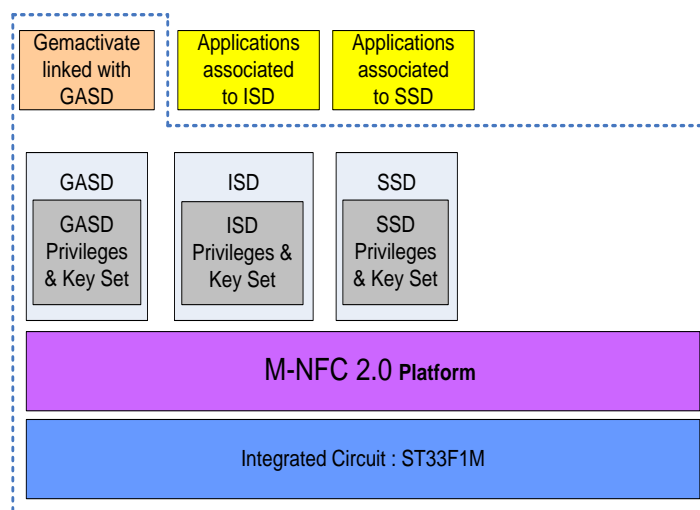 Gemactivate
linked with
GASD
Applications
associated
to ISD
Applications
associated
to SSD
GASD
GASD
Privileges
& Key Set
ISD
ISD
Privileges &
Key Set
SSD
SSD
Privileges
& Key Set
M-NFC 2.0 Platform
Integrated Circuit : ST33F1M